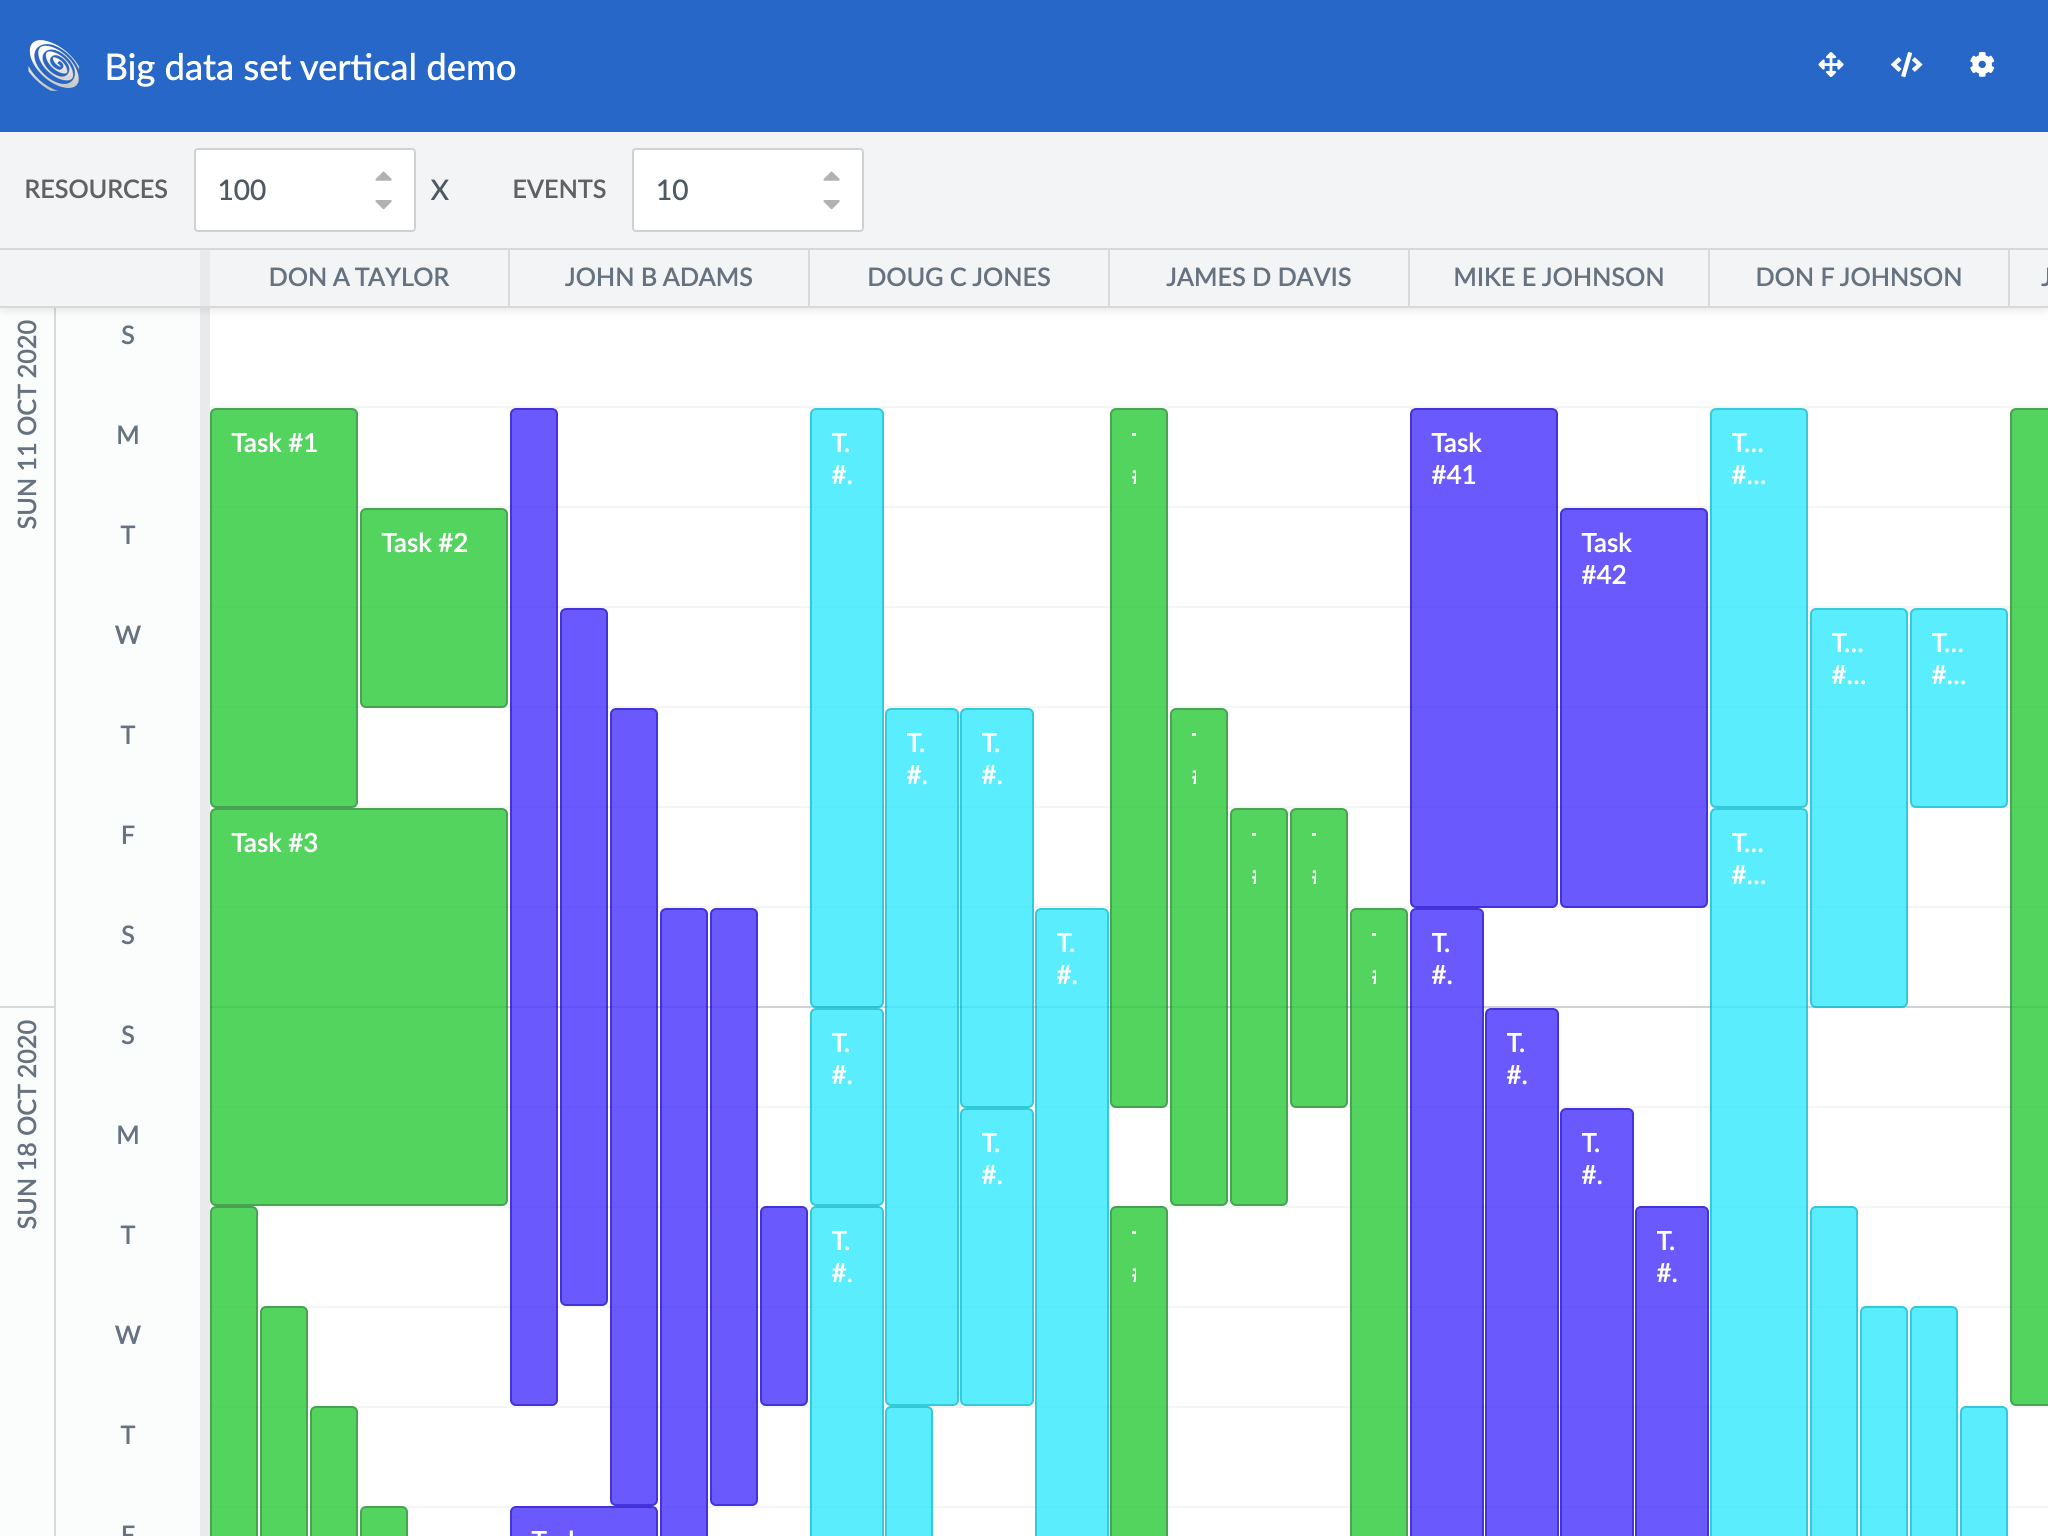 Big data set vertical demo
RESOURCES 100 X EVENTS 10
DON A TAYLOR JOHN B ADAMS DOUG C JONES JAMES D DAVIS MIKE E JOHNSON DON F JOHNSON
SUN 11 OCT 2020
S
M
T
W
T
F
S
SUN 18 OCT 2020
S
M
T
W
T
Task #1
Task #2
Task #3
T.
#.
T.
#.
T.
#.
T.
#.
T.
#.
T.
#.
T.
#.
Task
#41
Task
#42
T.
#.
T.
#.
T.
#.
T.
#.
T...
#...
T...
#...
T...
#...
T...
#...